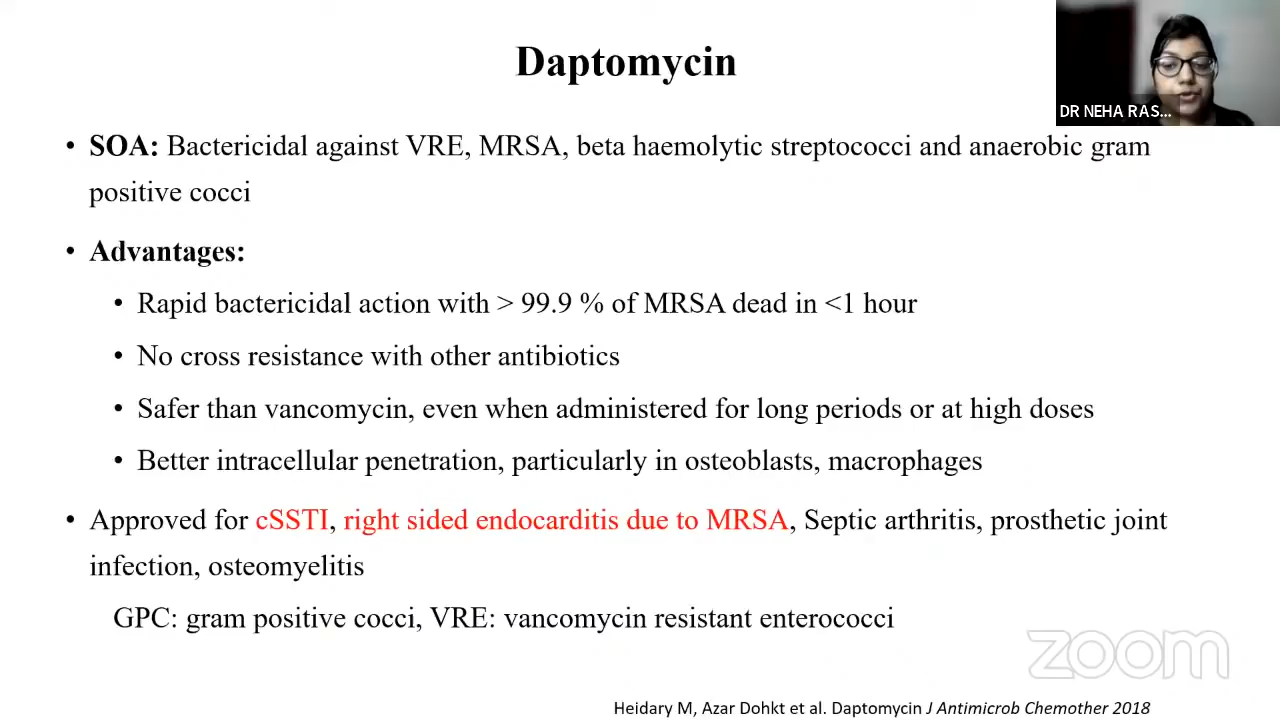 Daptomycin
DR NEHA RAS...
• SOA: Bactericidal against VRE, MRSA, beta haemolytic streptococci and anaerobic gram
positive cocci
• Advantages:
• Rapid bactericidal action with > 99.9 % of MRSA dead in <1 hour
• No cross resistance with other antibiotics
• Safer than vancomycin, even when administered for long periods or at high doses
• Better intracellular penetration, particularly in osteoblasts, macrophages
• Approved for cSSTI, right sided endocarditis due to MRSA, Septic arthritis, prosthetic joint
infection, osteomyelitis
GPC: gram positive cocci, VRE: vancomycin resistant enterococci
zoom
Heidary M, Azar Dohkt et al. Daptomycin J Antimicrob Chemother 2018